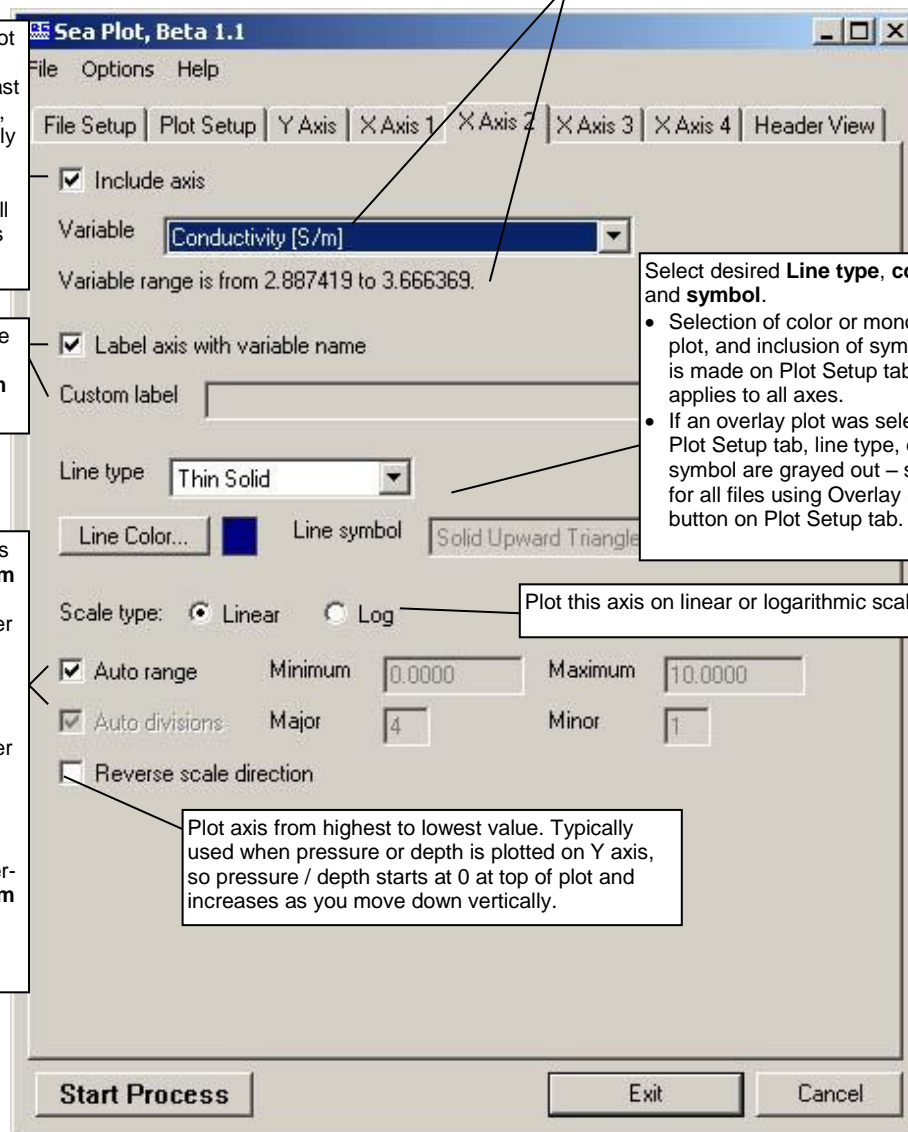 Sea Plot, Beta 1.1
File Options Help
File Setup Plot Setup Y Axis X Axis 1 X Axis 2 X Axis 3 X Axis 4 Header View
Include axis
Variable Conductivity [S/m]
Variable range is from 2.887419 to 3.666369.
Label axis with variable name
Custom label
Select desired Line type,
and symbol.
• Selection of color or
plot, and inclusion of
is made on Plot Setup
applies to all axes.
• If an overlay plot was
Plot Setup tab, line type,
symbol are grayed out –
for all files using Overlay
button on Plot Setup tab.
Line type Thin Solid
Line Color... Line symbol Solid Upward Triangle
Scale type: Linear Log
Plot this axis on linear or logarithmic
Auto range Minimum 0.0000 Maximum 10.0000
Auto divisions Major 4 Minor 1
Reverse scale direction
Plot axis from highest to lowest value. Typically
used when pressure or depth is plotted on Y axis,
so pressure / depth starts at 0 at top of plot and
increases as you move down vertically.
Start Process Exit Cancel